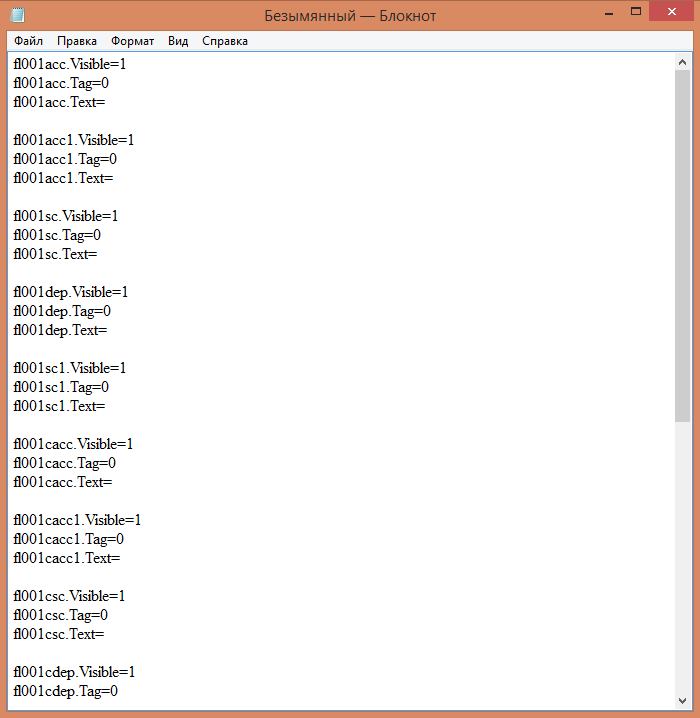 Безымянный — Блокнот
Файл Правка Формат Вид Справка
fl001acc.Visible=1
fl001acc.Tag=0
fl001acc.Text=
fl001acc1.Visible=1
fl001acc1.Tag=0
fl001acc1.Text=
fl001sc.Visible=1
fl001sc.Tag=0
fl001sc.Text=
fl001dep.Visible=1
fl001dep.Tag=0
fl001dep.Text=
fl001sc1.Visible=1
fl001sc1.Tag=0
fl001sc1.Text=
fl001cacc.Visible=1
fl001cacc.Tag=0
fl001cacc.Text=
fl001cacc1.Visible=1
fl001cacc1.Tag=0
fl001cacc1.Text=
fl001csc.Visible=1
fl001csc.Tag=0
fl001csc.Text=
fl001cdep.Visible=1
fl001cdep.Tag=0